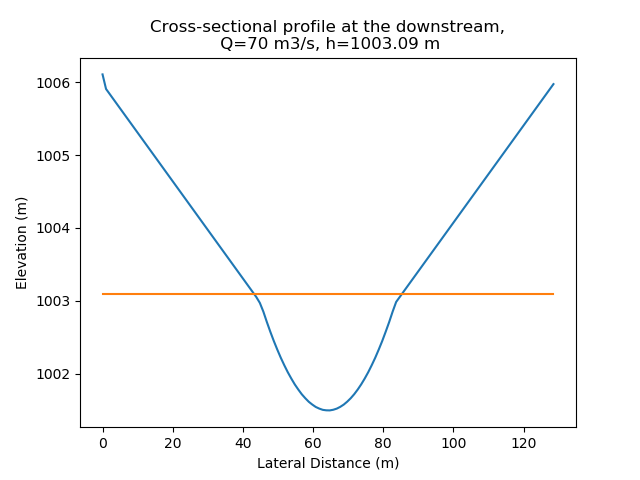 Cross-sectional profile at the downstream,
Q=70 m3/s, h=1003.09 m
1006
1005
1004
1003
1002
Elevation (m)
0 20 40 60 80 100 120
Lateral Distance (m)